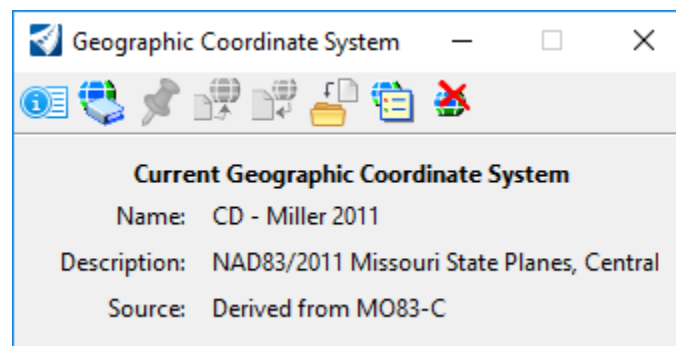 Geographic Coordinate System
Current Geographic Coordinate System
Name: CD - Miller 2011
Description: NAD83/2011 Missouri State Planes, Central
Source: Derived from MO83-C